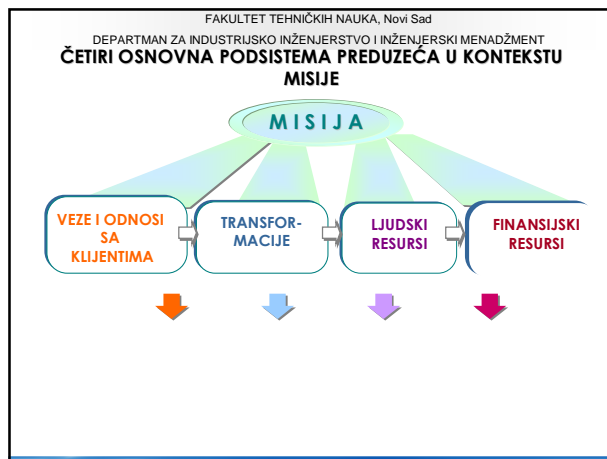 FAKULTET TEHNIČKIH NAUKA, Novi Sad
DEPARTMAN ZA INDUSTRIJSKO INŽENJERSTVO I INŽENJERSKI MENADŽMENT
ČETIRI OSNOVNA PODSISTEMA PREDUZEĆA U KONTEKSTU
MISIJE
M I S I J A
VEZE I ODNOSI
SA
KLIJENTIMA
TRANSFOR-
MACIJE
LJUDSKI
RESURSI
FINANSIJSKI
RESURSI